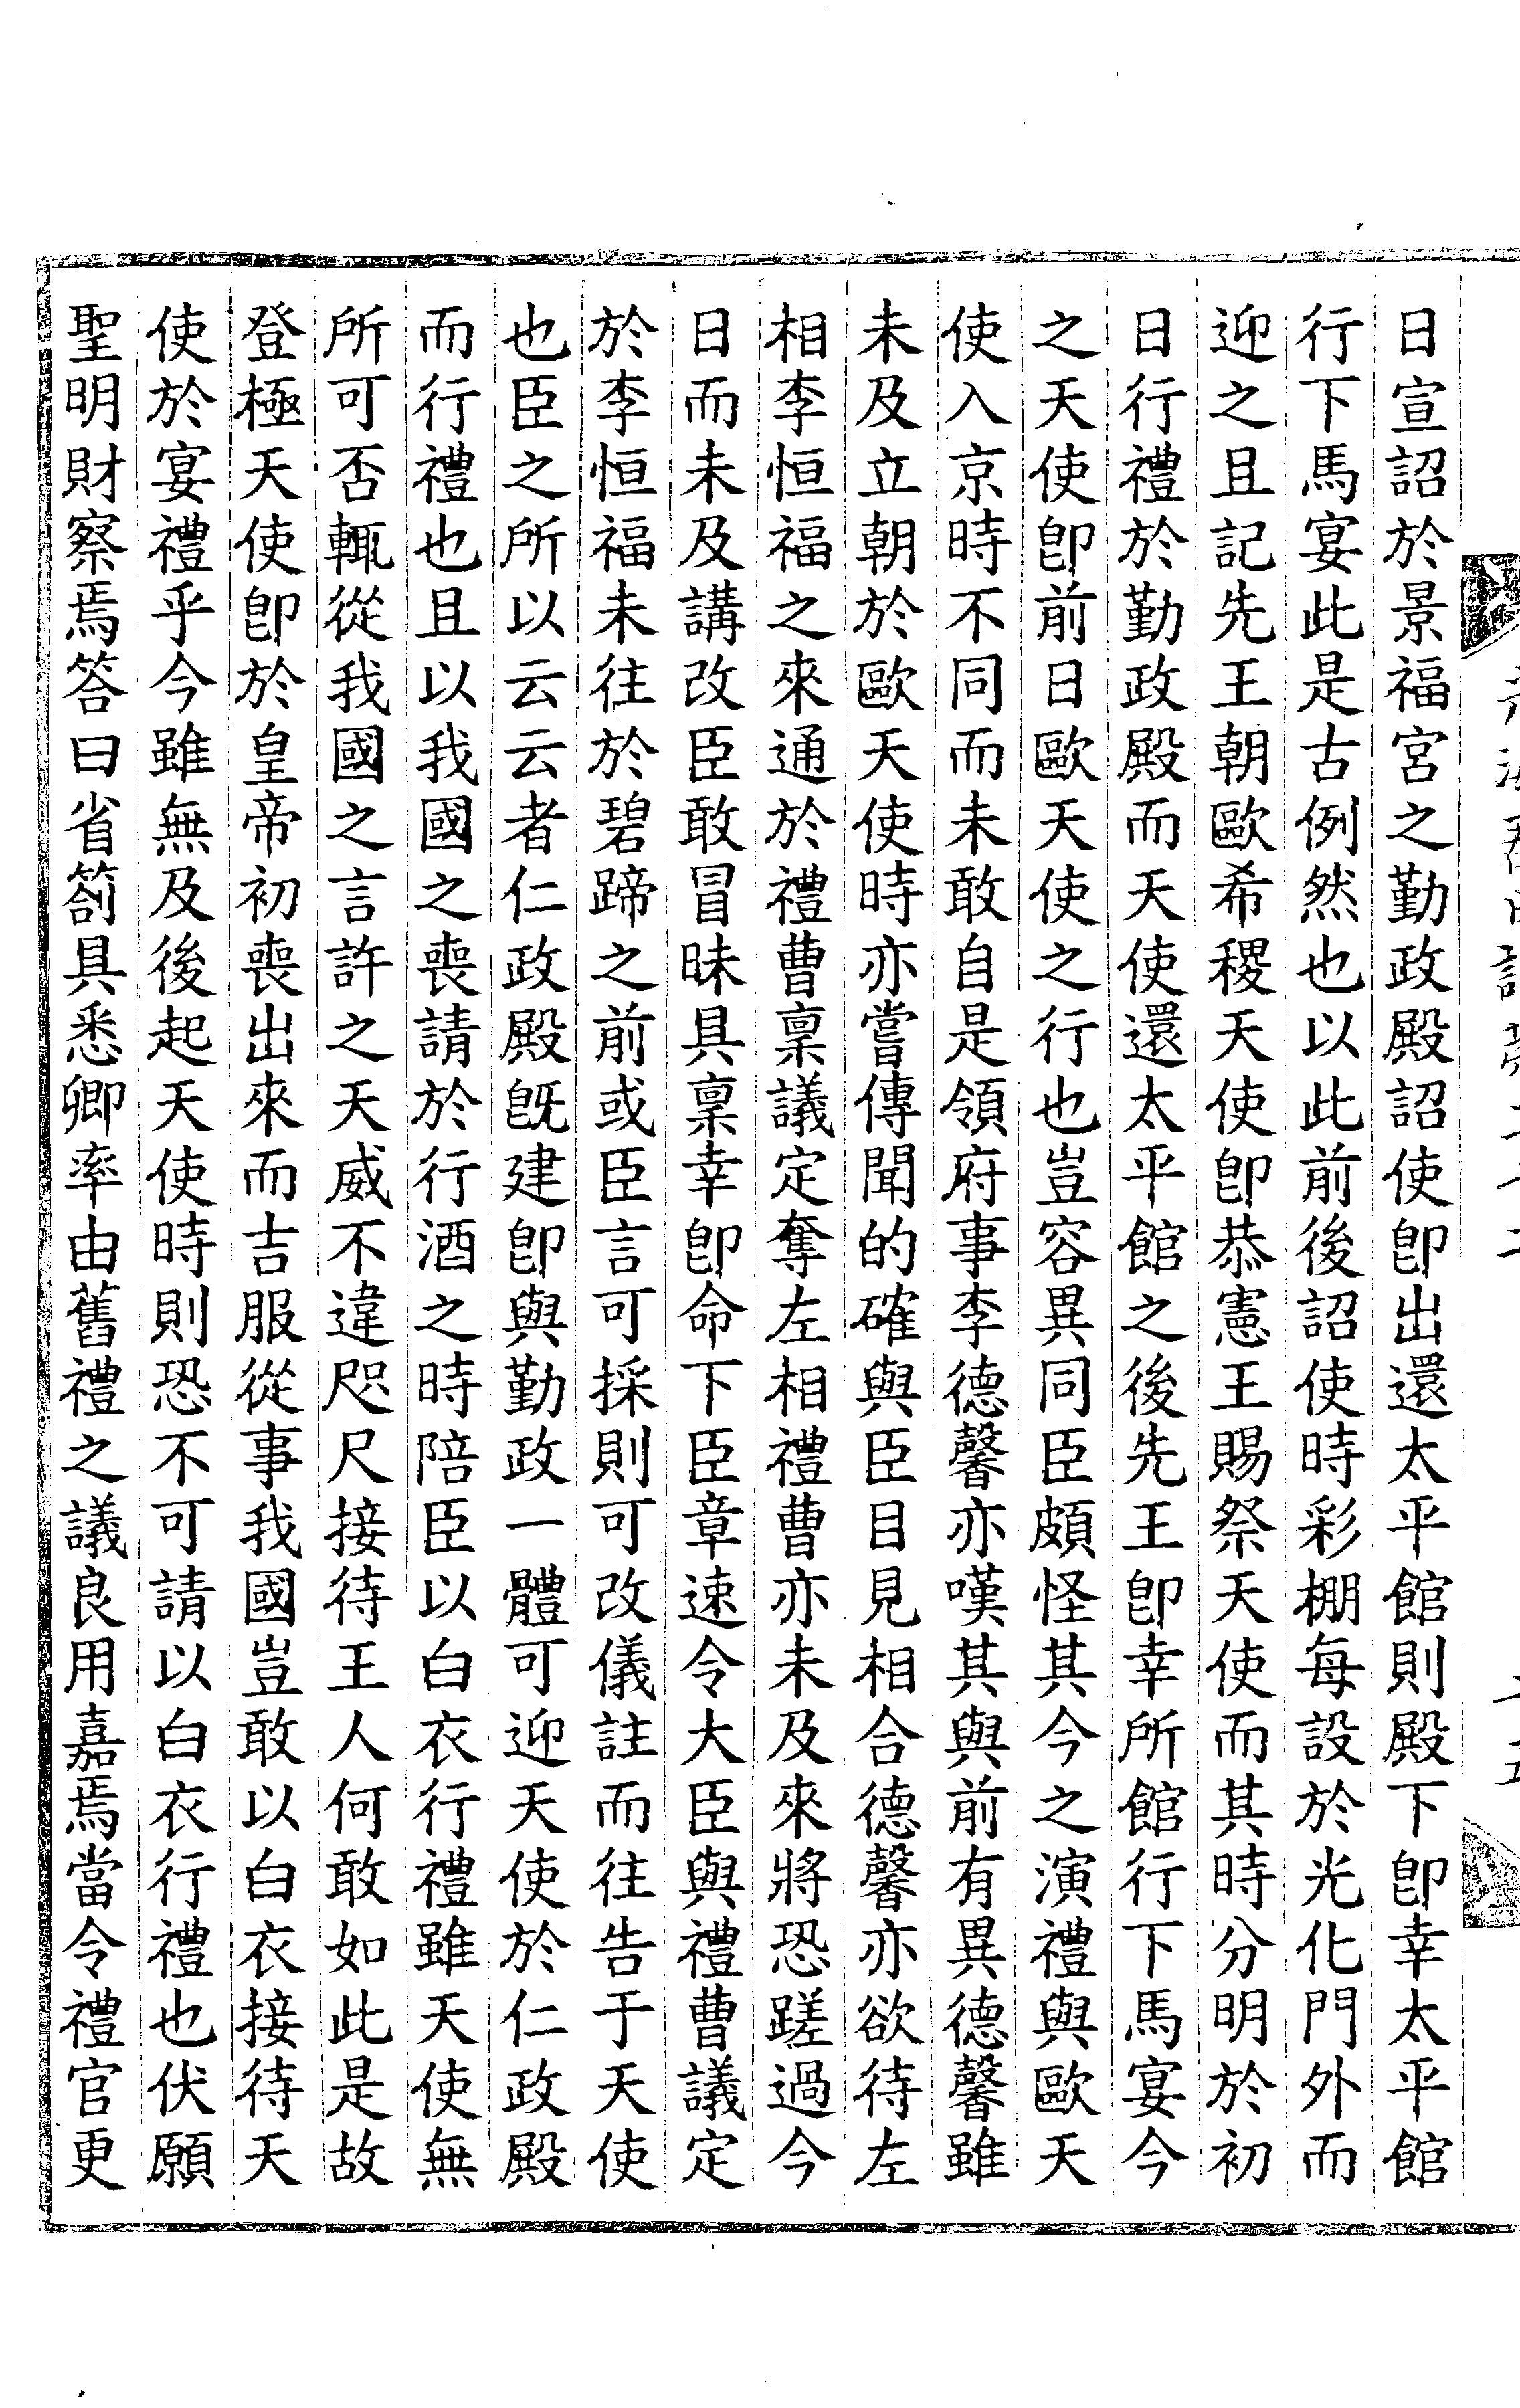 日宣詔於景福宮之勤政殿詔使卽出還太平館則殿下卽幸太平館
行下馬宴此是古例然也以此前後詔使時彩棚每設於光化門外而
迎之且記先王朝歐希稷天使卽恭憲王賜祭天使而其時分明於初
日行禮於勤政殿而天使還太平館之後先王卽幸所館行下馬宴今
之天使卽前日歐天使之行也豈容異同臣頗怪其今之演禮與歐天
使入京時不同而未敢自是領府事李德馨亦嘆其與前有異德馨雖
未及立朝於歐天使時亦嘗傳聞的確與臣目見相合德馨亦欲待左
相李恒福之來通於禮曹稟議定奪左相禮曹亦未及來將恐蹉過今
日而未及講改臣敢冒昧具稟幸卽命下臣章速令大臣與禮曹議定
於李恒福未往於碧蹄之前或臣言可採則可改儀註而往告于天使
也臣之所以云云者仁政殿旣建卽與勤政一體可迎天使於仁政殿
而行禮也且以我國之喪請於行酒之時陪臣以白衣行禮雖天使無
所可否輒從我國之言許之天威不違咫尺接待王人何敢如此是故
登極天使卽於皇帝初喪出來而吉服從事我國豈敢以白衣接待天
使於宴禮乎今雖無及後起天使時則恐不可請以白衣行禮也伏願
聖明財察焉答曰省箚具悉卿率由舊禮之議良用嘉焉當令禮官更